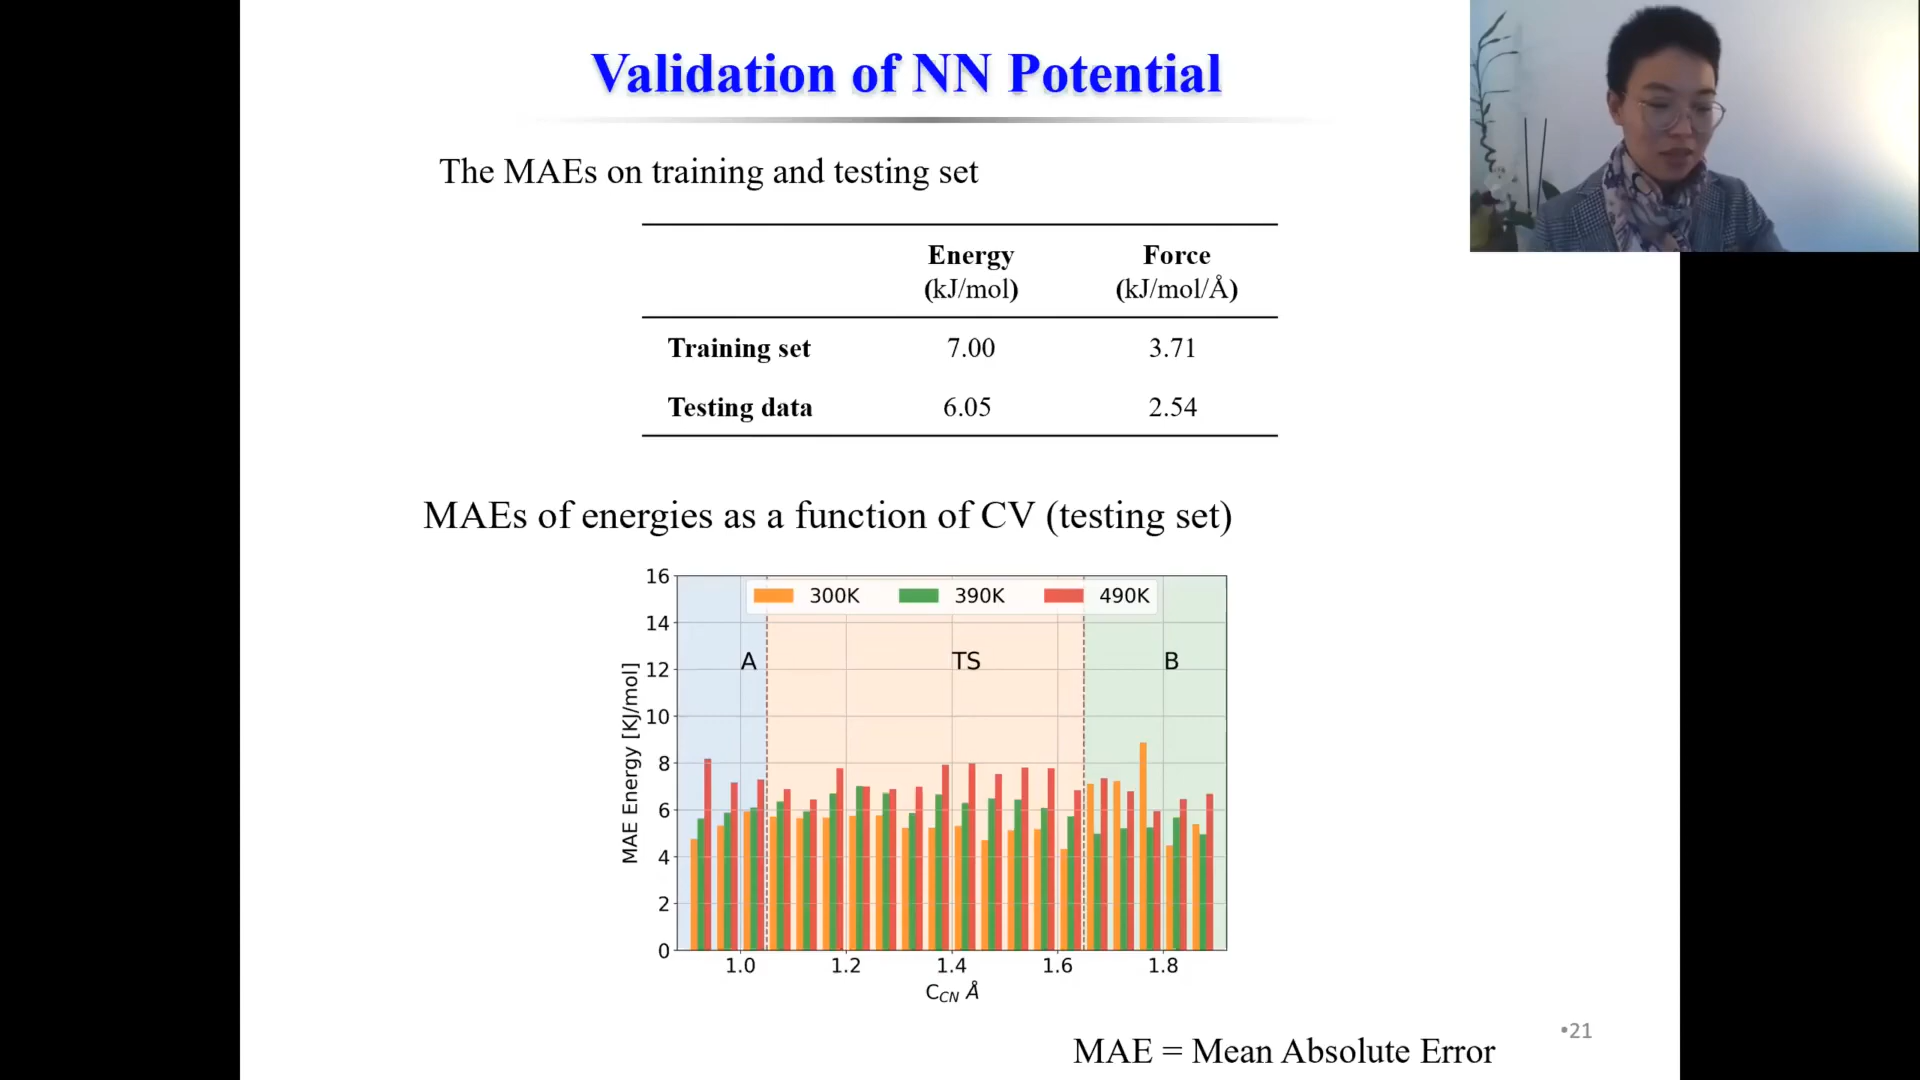 Validation of NN Potential
The MAEs on training and testing set
Energy Force
(kJ/mol) (kJ/mol/Å)
Training set 7.00 3.71
Testing data 6.05 2.54
MAEs of energies as a function of CV (testing set)
16
14
12
10
8
6
4
2
0
MAE Energy [KJ/mol]
300K 390K 490K
A TS B
1.0 1.2 1.4 1.6 1.8
C_CN Å
•21
MAE = Mean Absolute Error